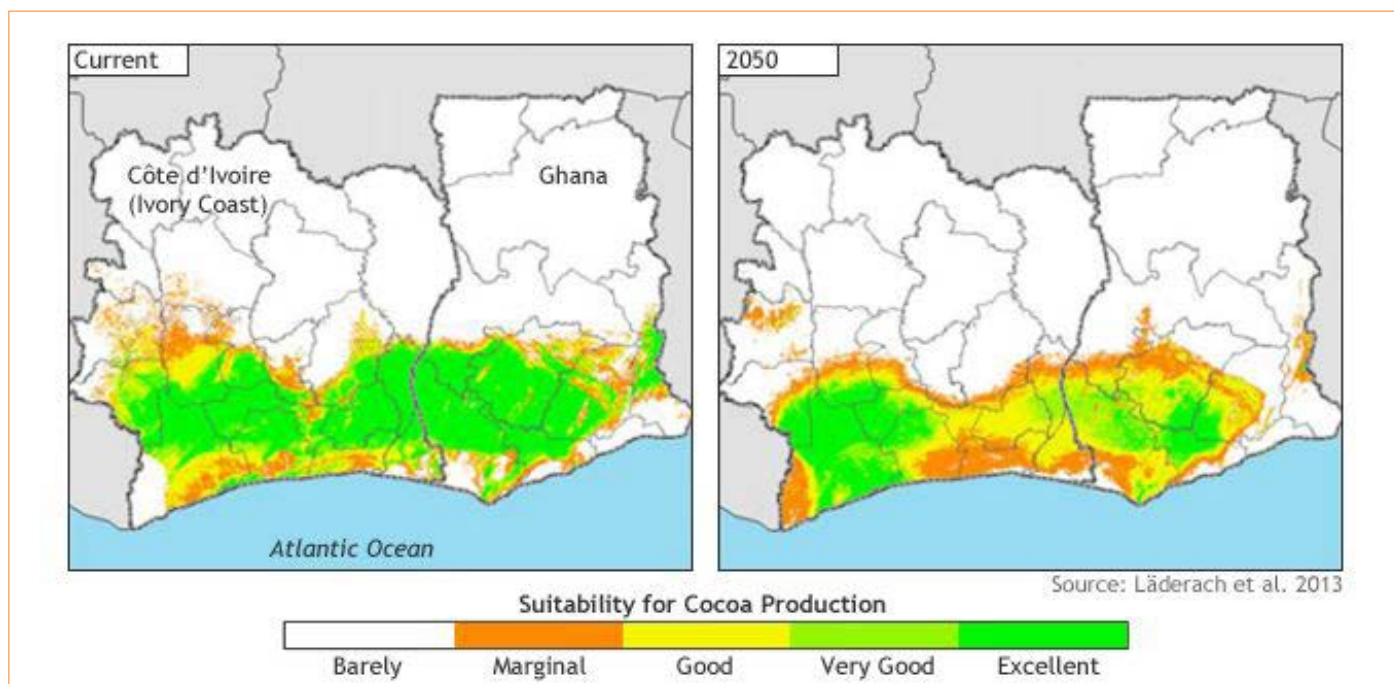 Current
2050
Côte d'Ivoire
(Ivory Coast)
Ghana
Atlantic Ocean
Source: Läderach et al. 2013
Suitability for Cocoa Production
Barely
Marginal
Good
Very Good
Excellent